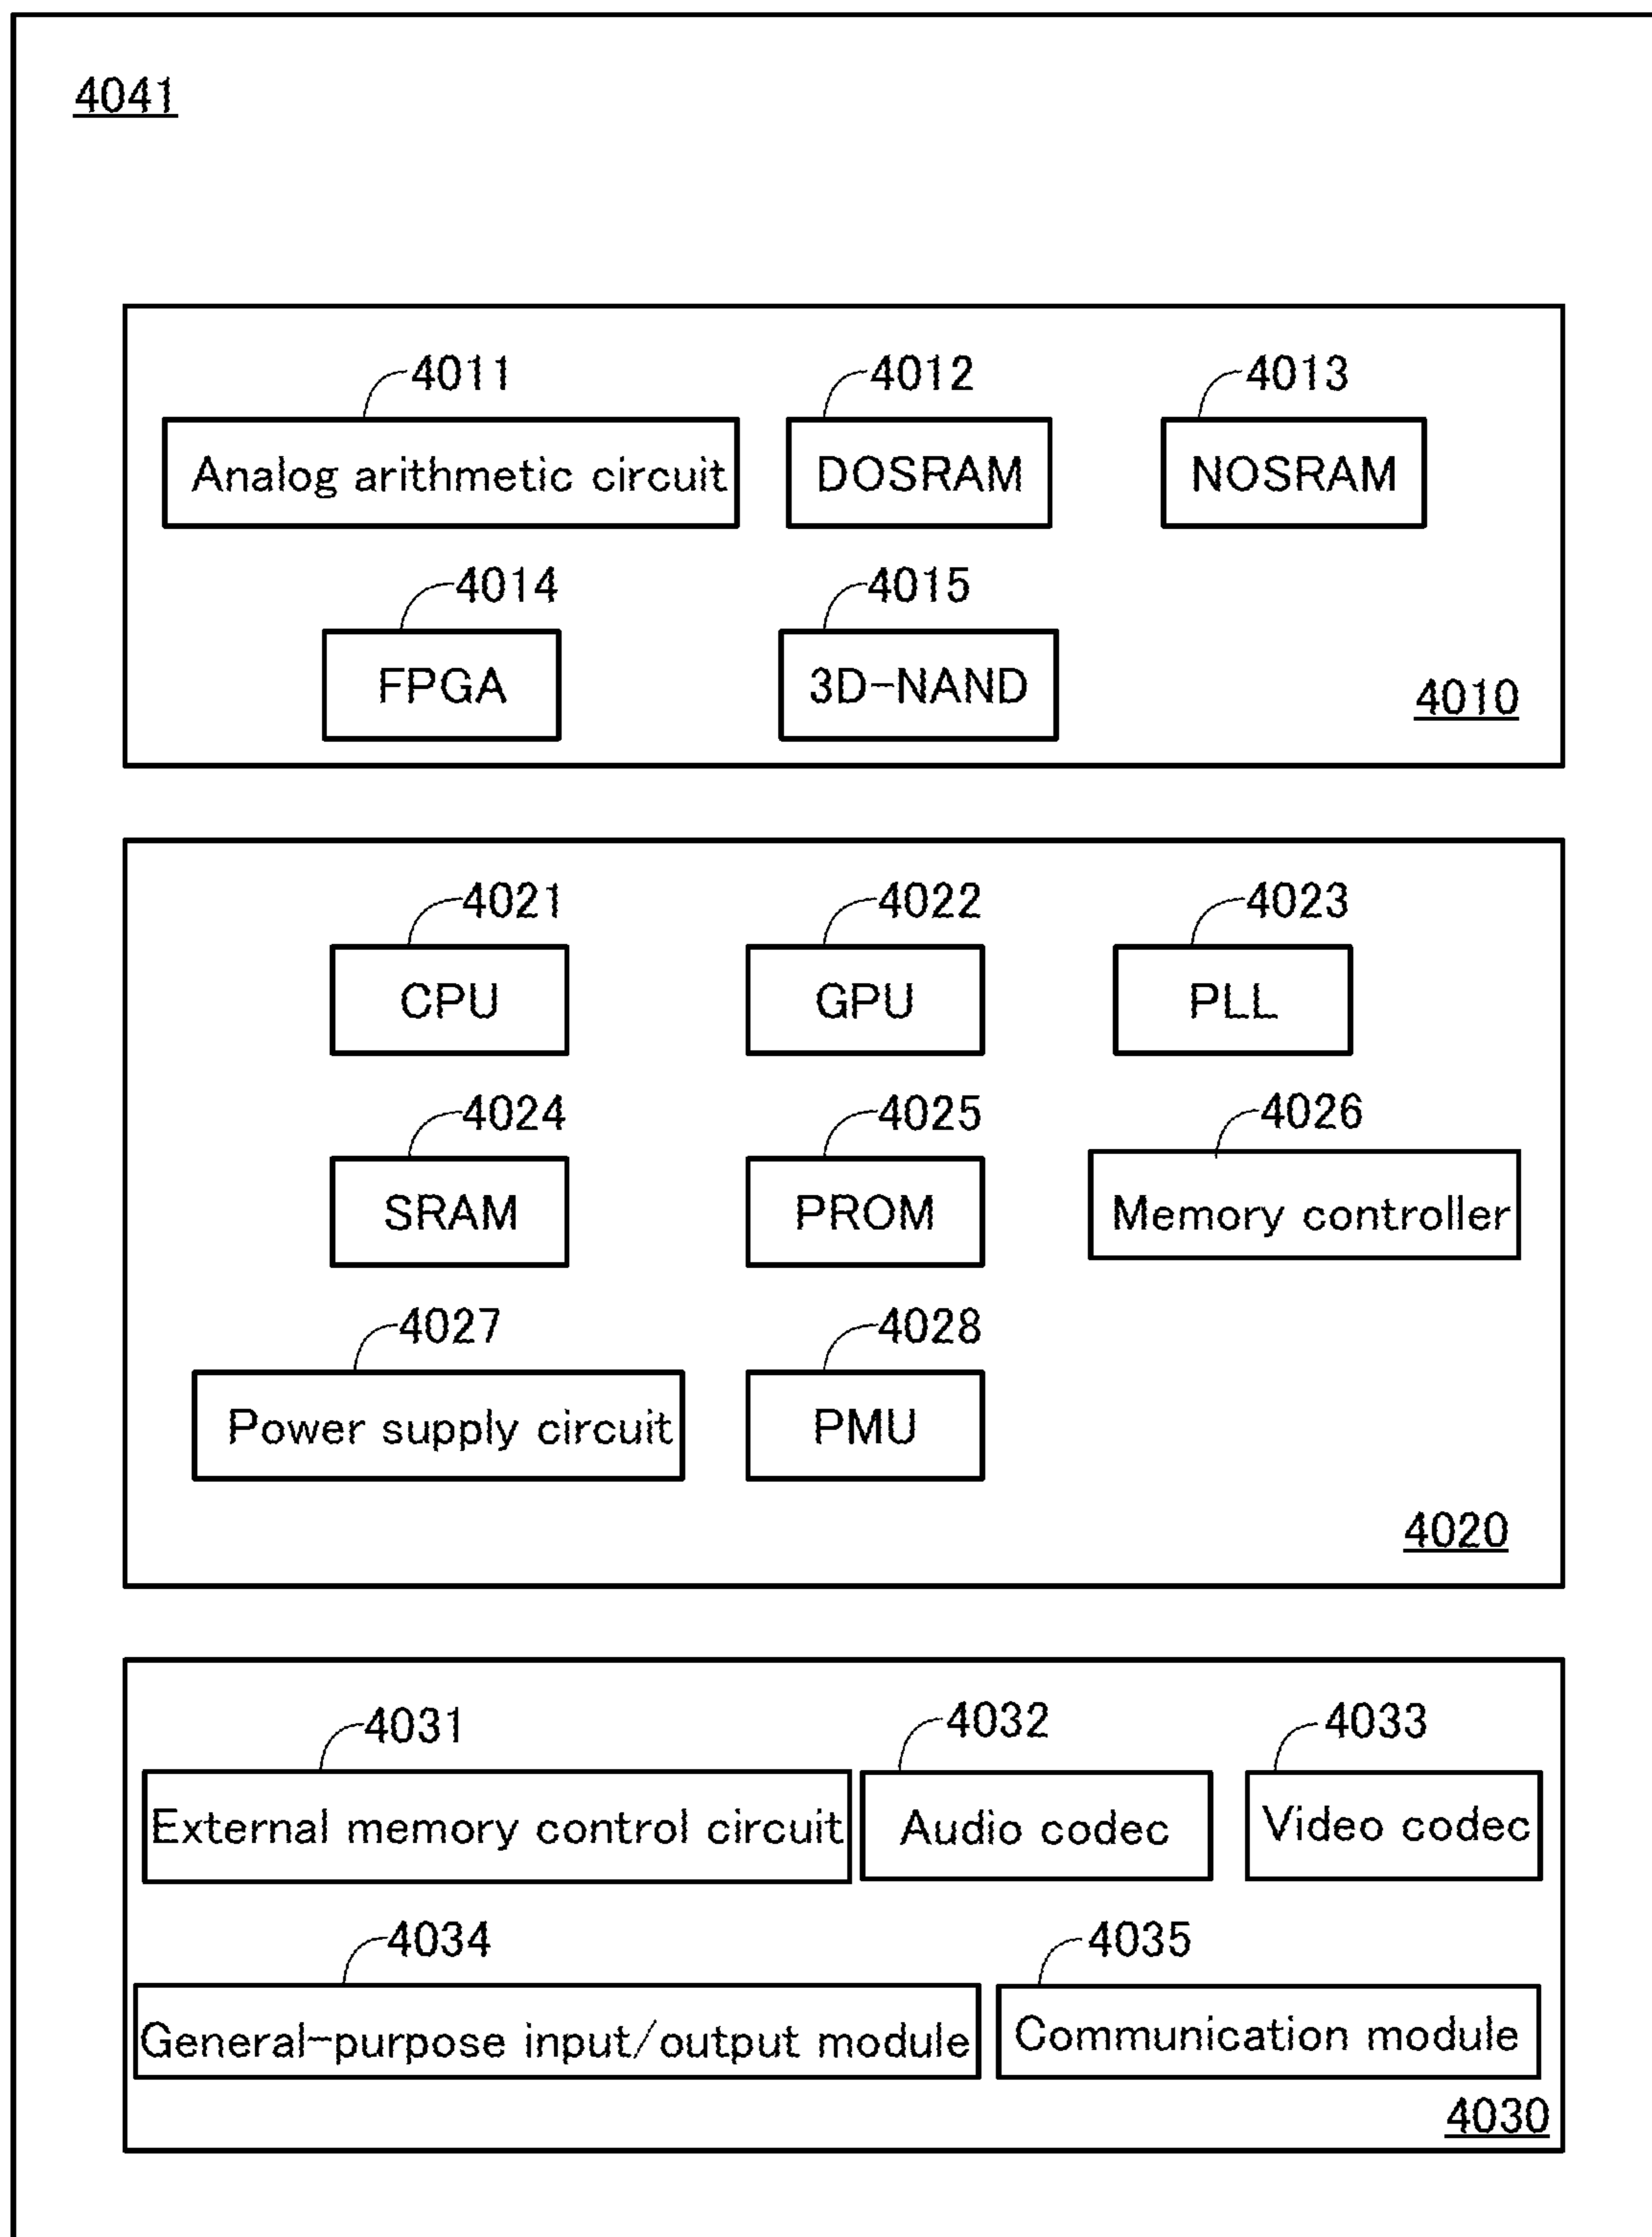 4041
4011 4012 4013
Analog arithmetic circuit DOSRAM NOSRAM
4014 4015
FPGA 3D-NAND
4010
4021 4022 4023
CPU GPU PLL
4024 4025 4026
SRAM PROM Memory controller
4027 4028
Power supply circuit PMU
4020
4031 4032 4033
External memory control circuit Audio codec Video codec
4034 4035
General-purpose input/output module Communication module
4030